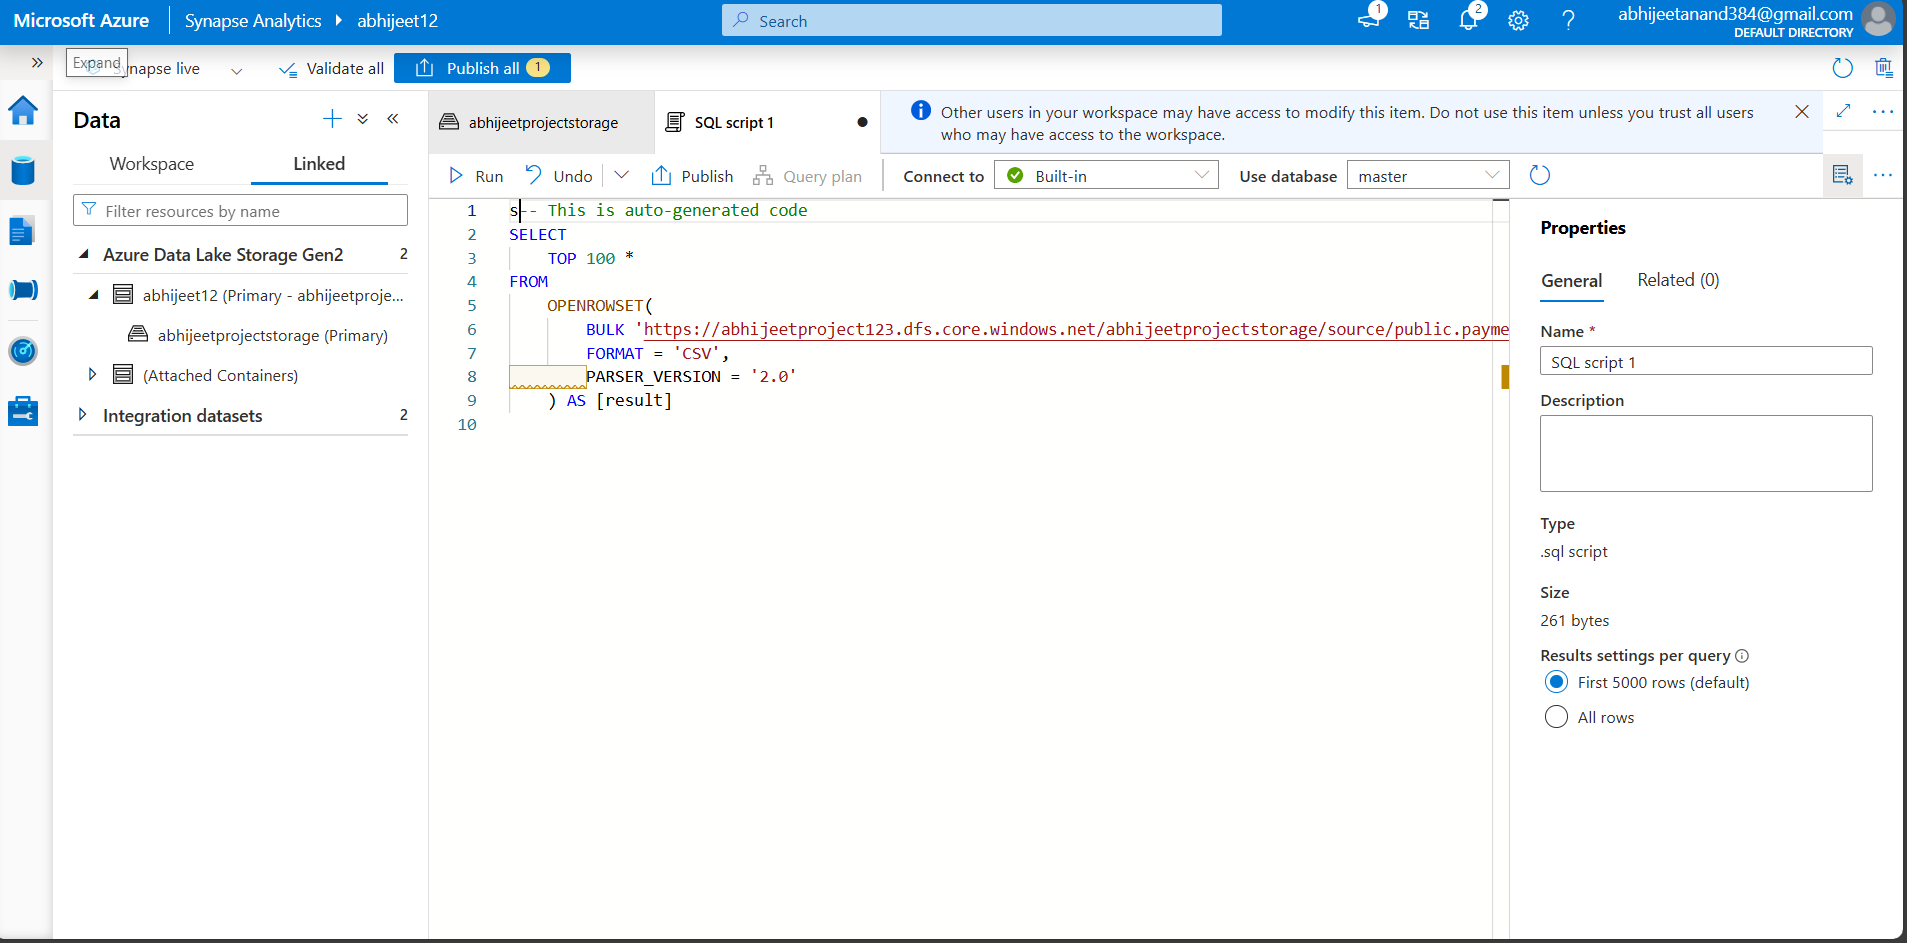 Microsoft Azure
Synapse Analytics
abhijeet12
Search
1
2
abhijeetanand384@gmail.com
DEFAULT DIRECTORY
Expand
Synapse live
Validate all
Publish all 1
Data
Workspace
Linked
Filter resources by name
Azure Data Lake Storage Gen2 2
abhijeet12 (Primary - abhijeetproje...
abhijeetprojectstorage (Primary)
(Attached Containers)
Integration datasets 2
abhijeetprojectstorage
SQL script 1
Other users in your workspace may have access to modify this item. Do not use this item unless you trust all users
who may have access to the workspace.
Run
Undo
Publish
Query plan
Connect to
Built-in
Use database
master
1 s-- This is auto-generated code
2 SELECT
3 TOP 100 *
4 FROM
5 OPENROWSET(
6 BULK 'https://abhijeetproject123.dfs.core.windows.net/abhijeetprojectstorage/source/public.payme
7 FORMAT = 'CSV',
8 PARSER_VERSION = '2.0'
9 ) AS [result]
10
Properties
General
Related (0)
Name *
SQL script 1
Description
Type
.sql script
Size
261 bytes
Results settings per query
First 5000 rows (default)
All rows